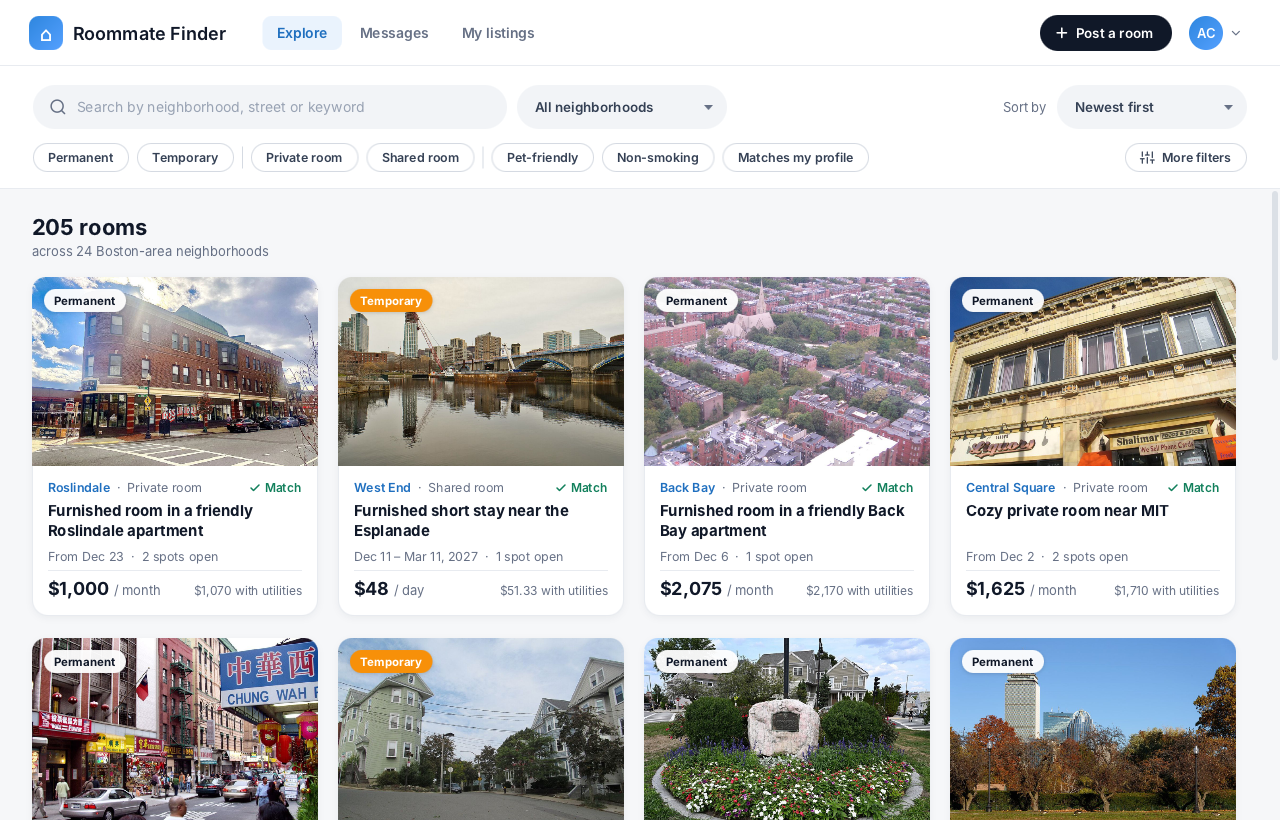 Roommate Finder
Explore
Messages
My listings
Post a room
AC
Search by neighborhood, street or keyword
All neighborhoods
Sort by
Newest first
Permanent
Temporary
Private room
Shared room
Pet-friendly
Non-smoking
Matches my profile
More filters
205 rooms
across 24 Boston-area neighborhoods
Permanent
Temporary
Permanent
Permanent
Shalimar
Roslindale · Private room
Match
Furnished room in a friendly
Roslindale apartment
From Dec 23 · 2 spots open
$1,000 / month
$1,070 with utilities
West End · Shared room
Match
Furnished short stay near the
Esplanade
Dec 11 – Mar 11, 2027 · 1 spot open
$48 / day
$51.33 with utilities
Back Bay · Private room
Match
Furnished room in a friendly Back
Bay apartment
From Dec 6 · 1 spot open
$2,075 / month
$2,170 with utilities
Central Square · Private room
Match
Cozy private room near MIT
From Dec 2 · 2 spots open
$1,625 / month
$1,710 with utilities
Permanent
中華西
CHUNG WAH
Temporary
Permanent
Permanent